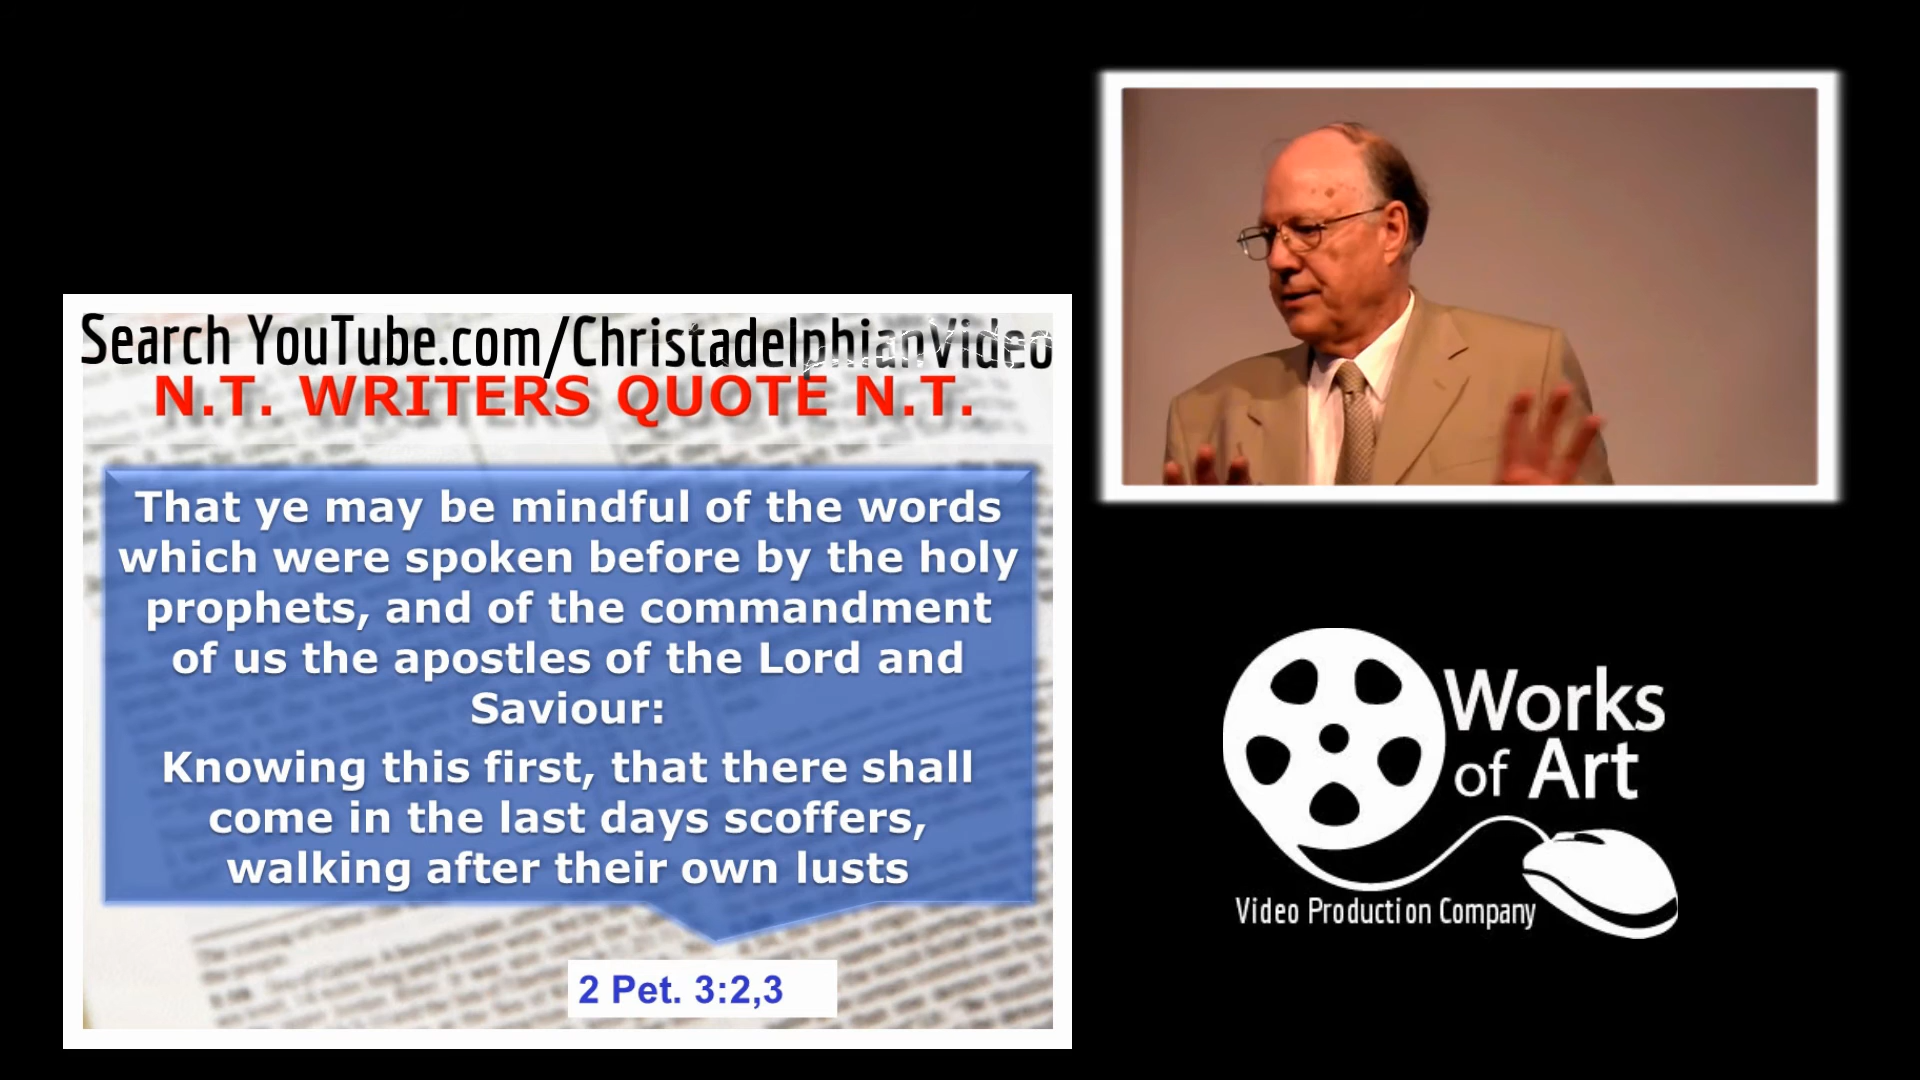 Search YouTube.com/ChristadelphianVideo
N.T. WRITERS QUOTE N.T.
That ye may be mindful of the words
which were spoken before by the holy
prophets, and of the commandment
of us the apostles of the Lord and
Saviour:
Knowing this first, that there shall
come in the last days scoffers,
walking after their own lusts
2 Pet. 3:2,3
Works
of Art
Video Production Company